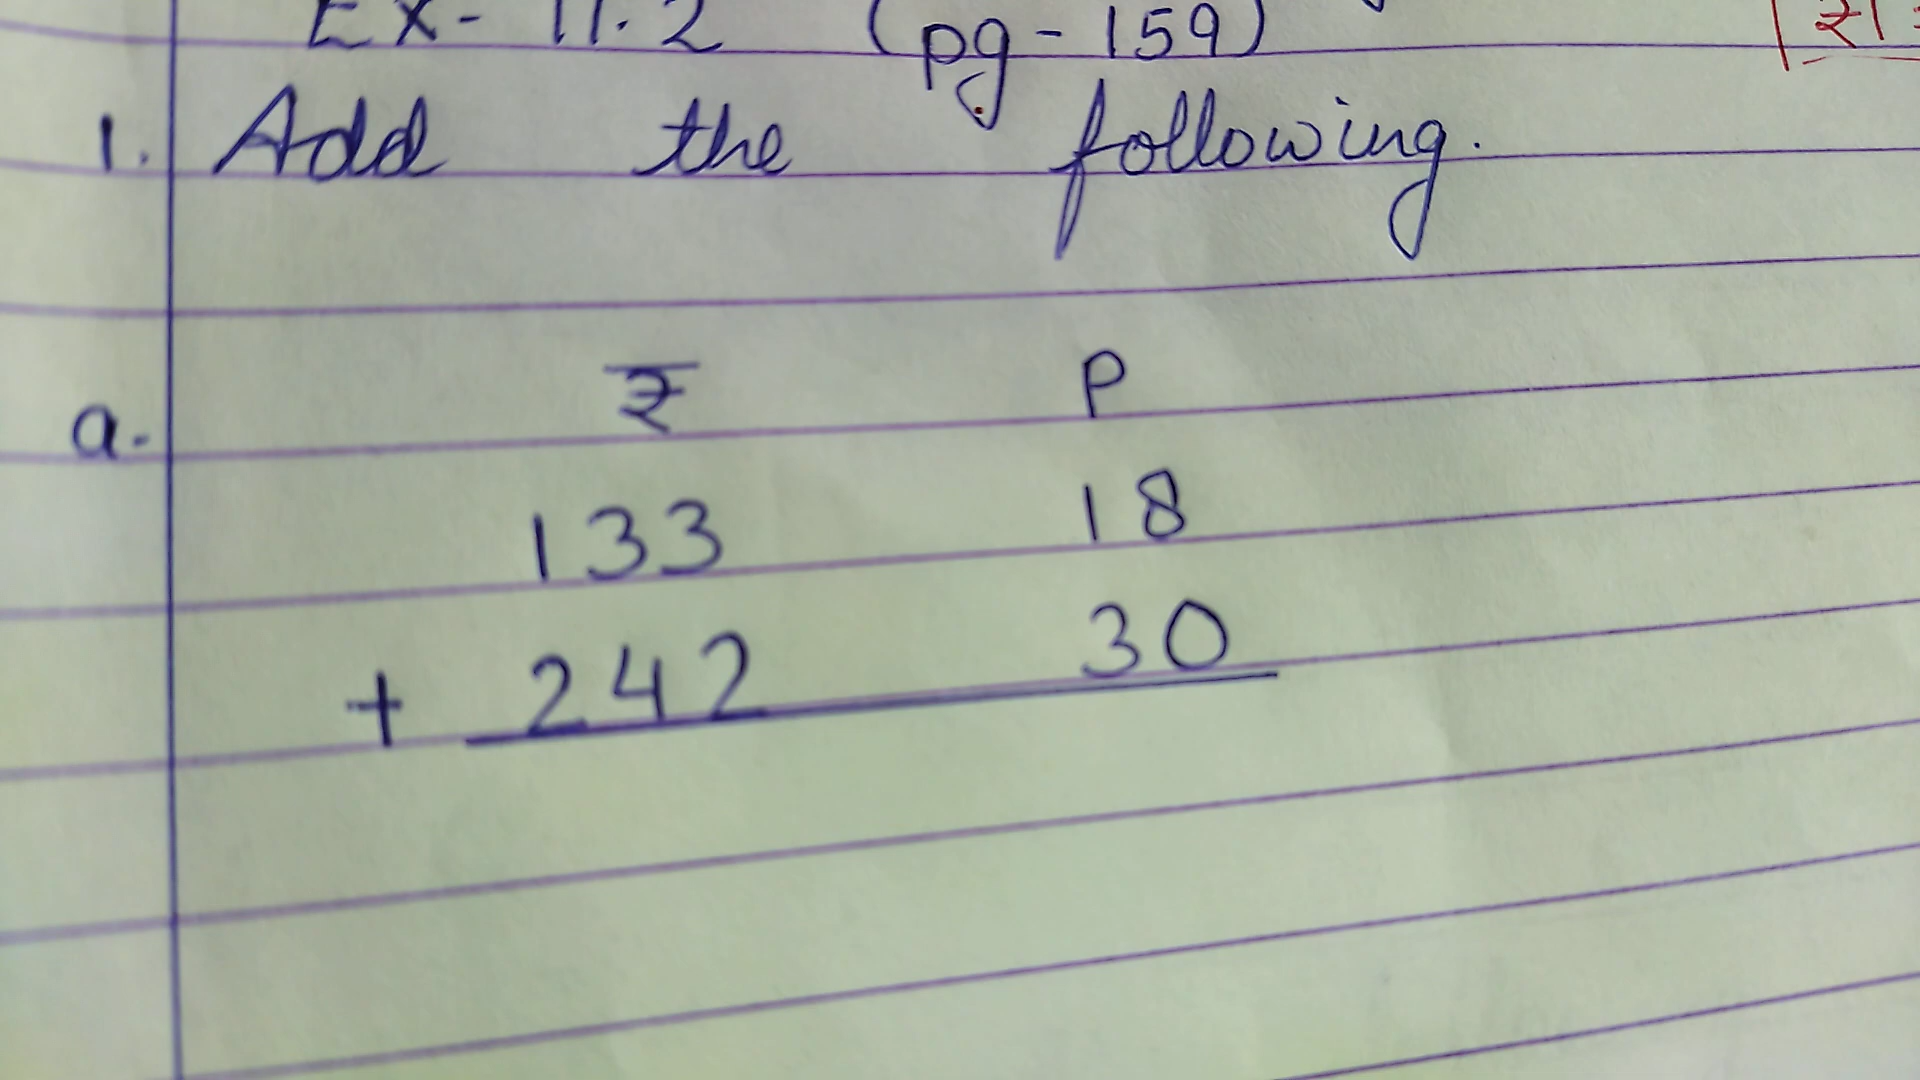 Ex- 11.2 (pg-159)
1. Add the following.
a. ₹ P
133 18
+ 242 30